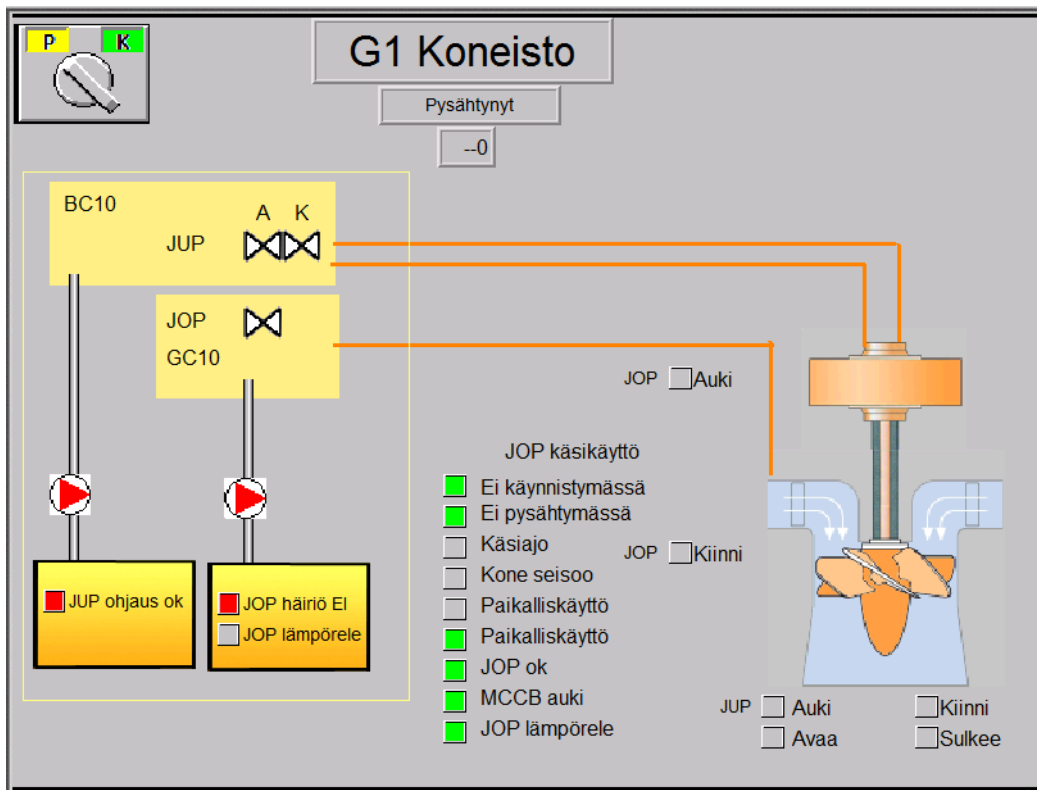 P K
G1 Koneisto
Pysähtynyt
--0
BC10
A K
JUP
JOP
GC10
JOP Auki
JOP käsikäyttö
Ei käynnistymässä
Ei pysähtymässä
Käsiajo
JOP Kiinni
Kone seisoo
Paikalliskäyttö
Paikalliskäyttö
JOP ok
MCCB auki
JOP lämpörele
JUP ohjaus ok
JOP häiriö EI
JOP lämpörele
JUP Auki Kiinni
Avaa Sulkee